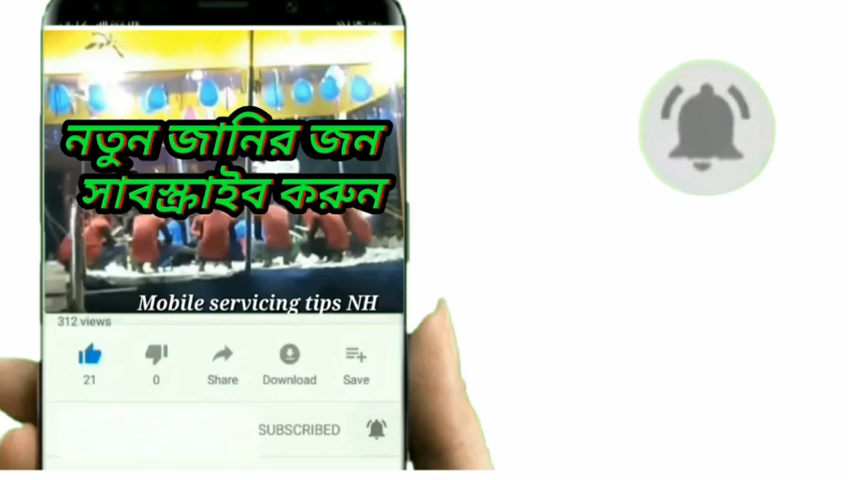 নতুন জানির জন
সাবস্ক্রাইব করুন
Mobile servicing tips NH
312 views
21
0
Share
Download
Save
SUBSCRIBED